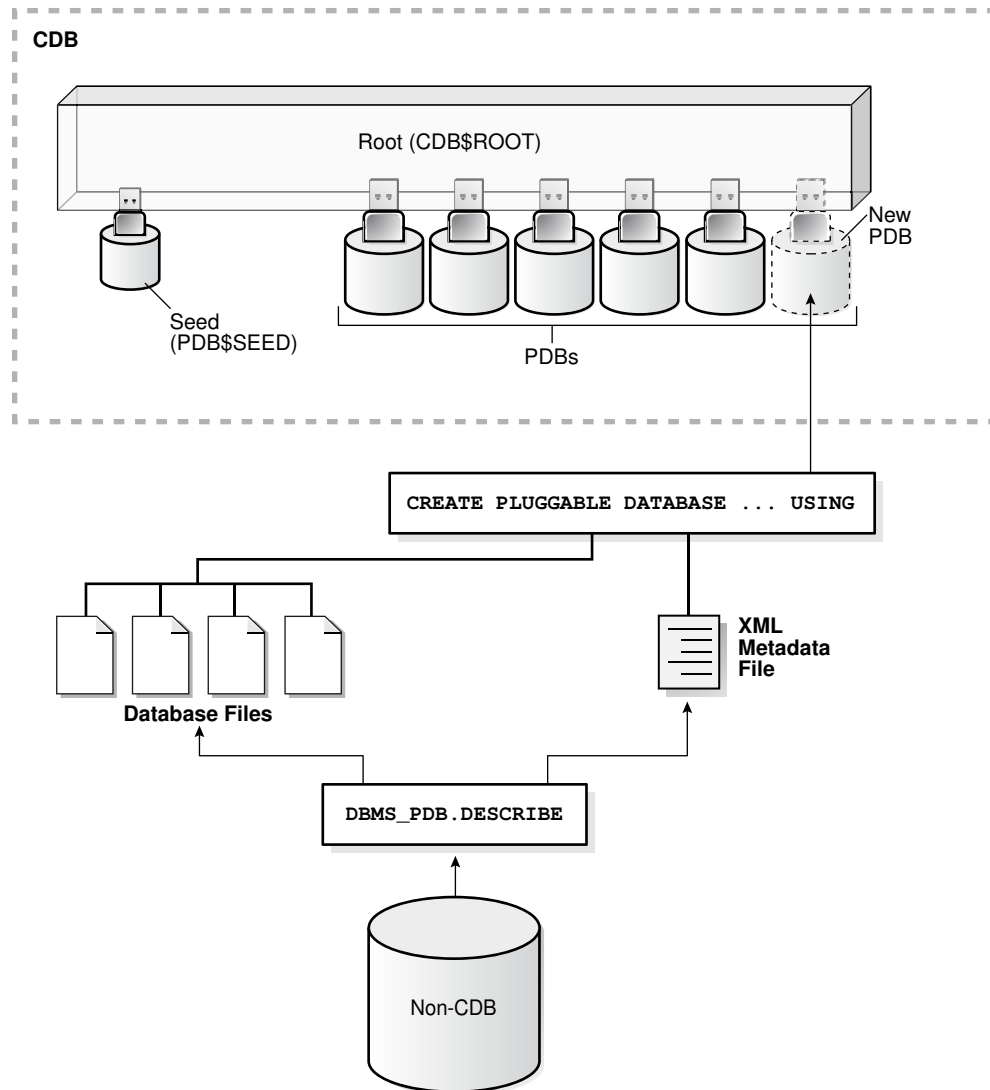 CDB
Root (CDB$ROOT)
New
PDB
Seed
(PDB$SEED)
PDBs
CREATE PLUGGABLE DATABASE ... USING
XML
Metadata
File
Database Files
DBMS_PDB.DESCRIBE
Non-CDB